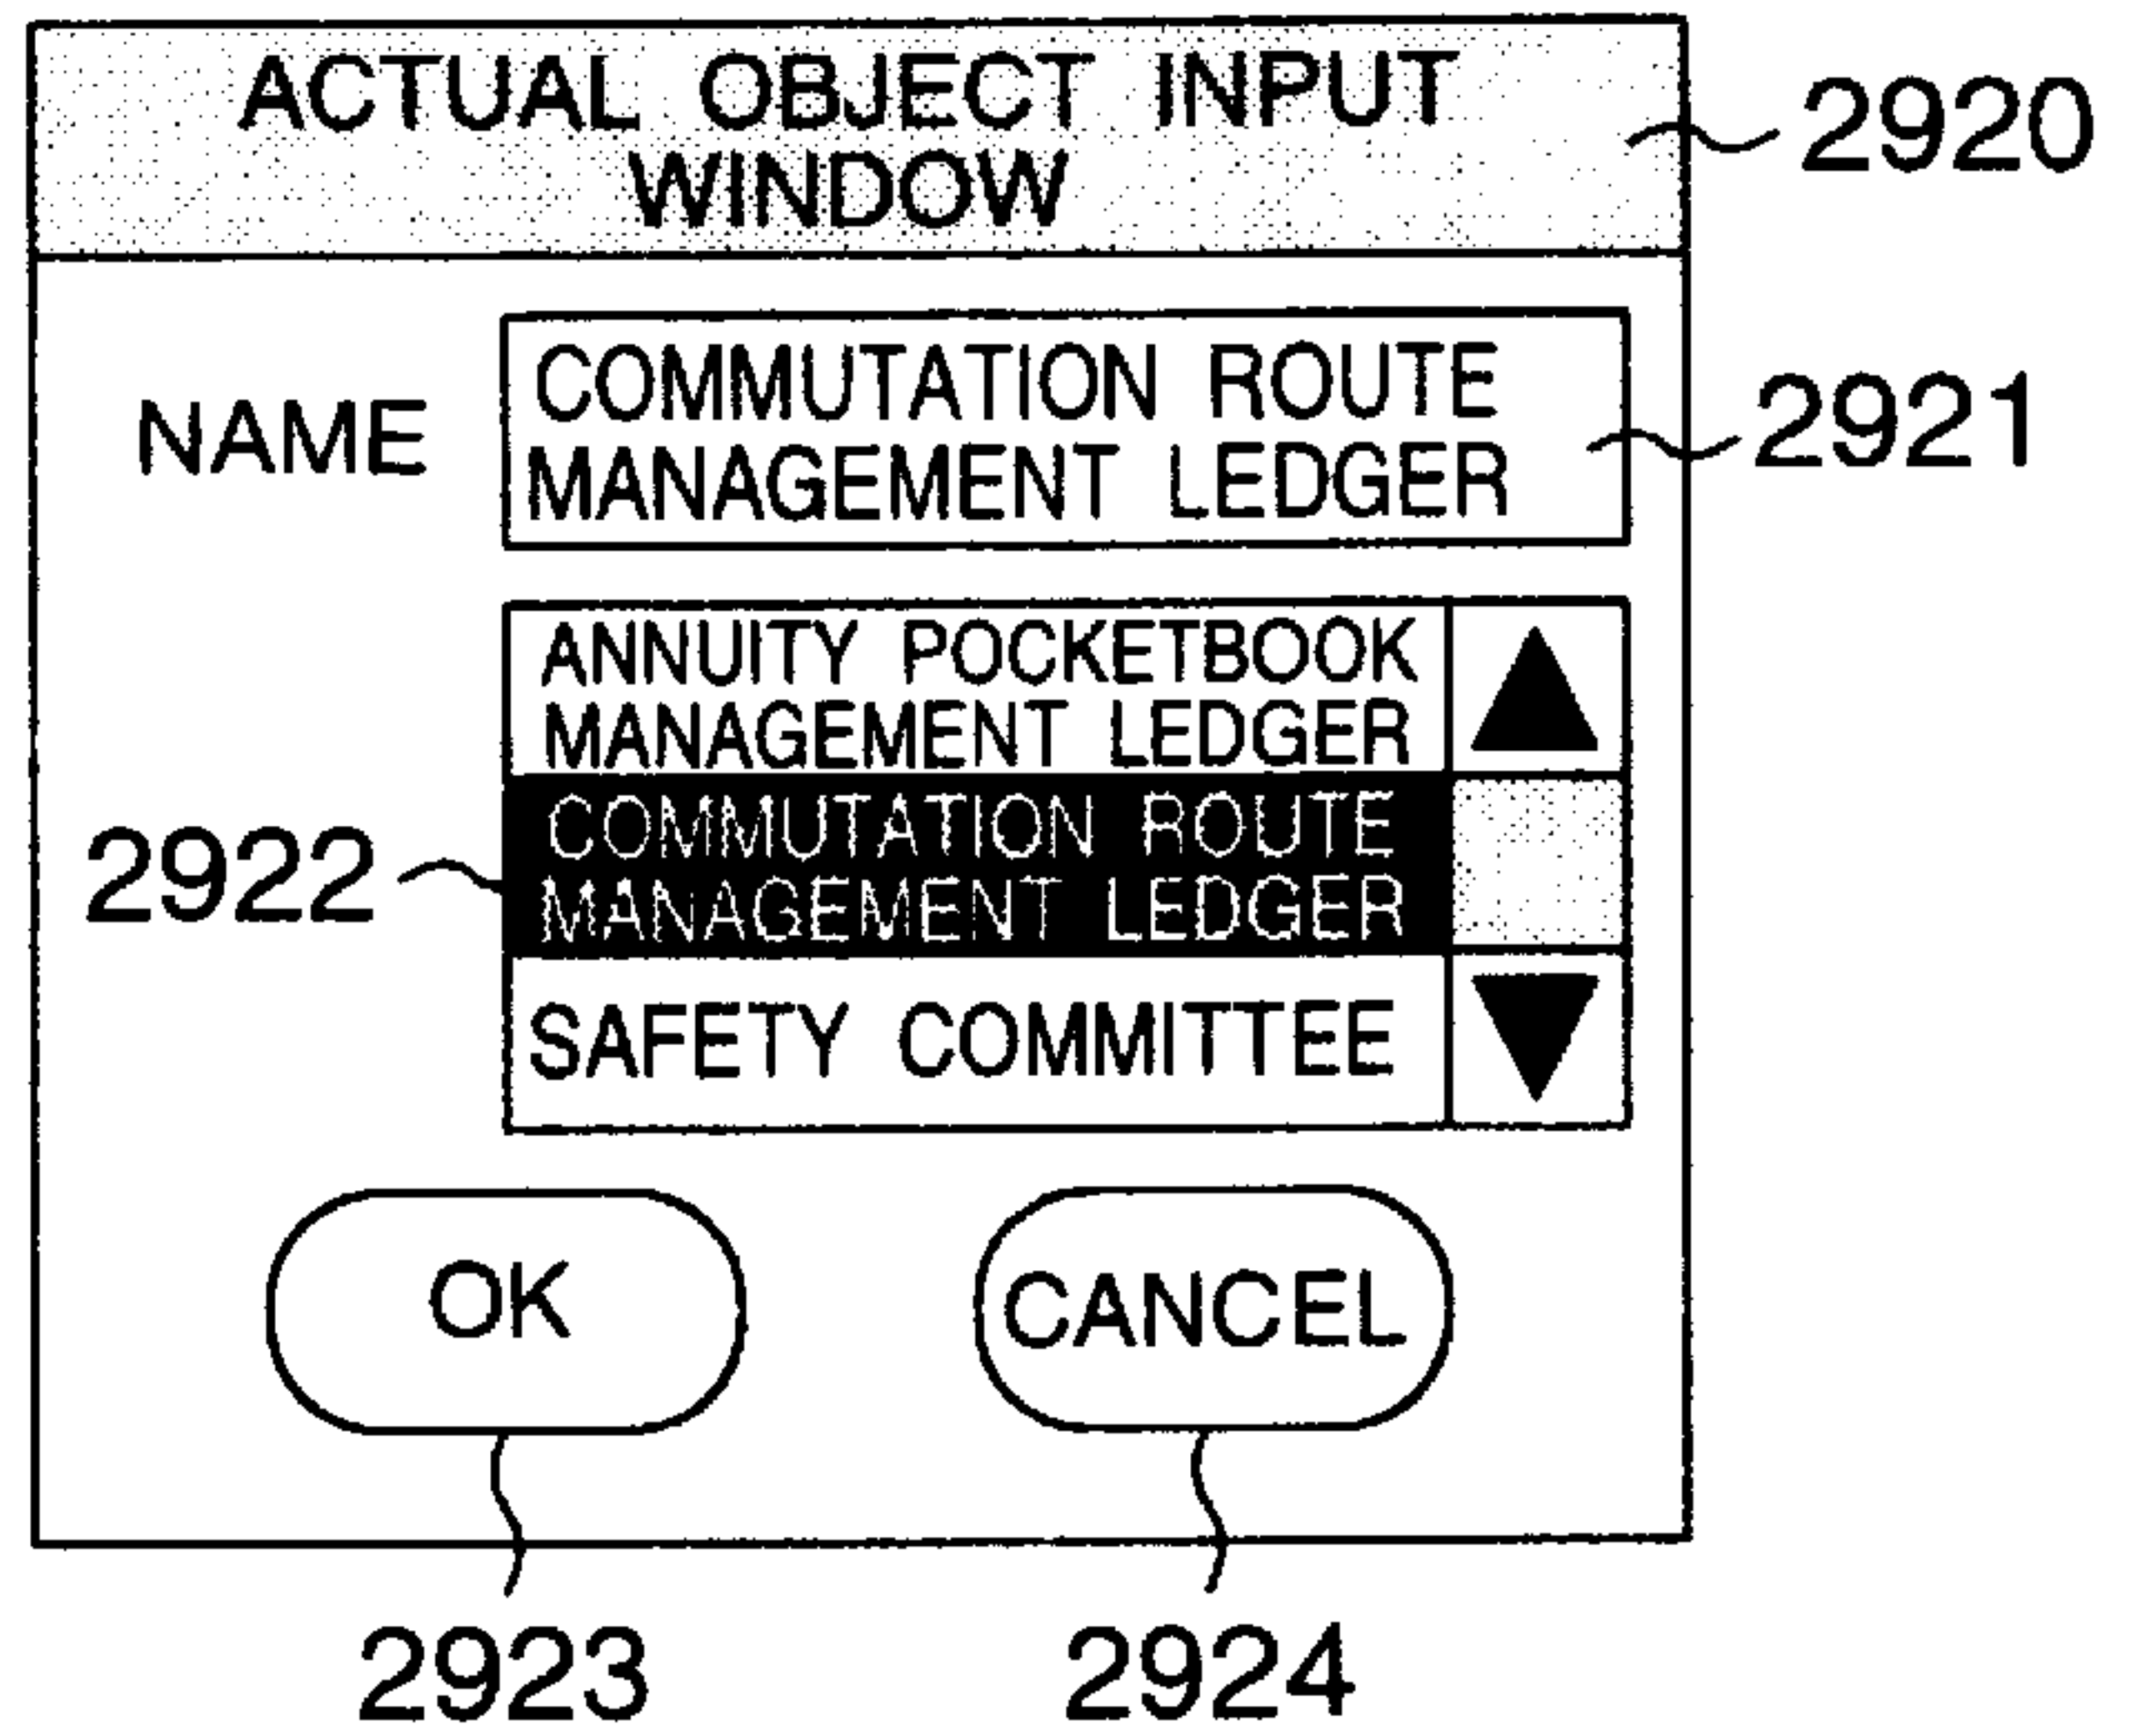 ACTUAL OBJECT INPUT
WINDOW
2920
NAME
COMMUTATION ROUTE
MANAGEMENT LEDGER
2921
ANNUITY POCKETBOOK
MANAGEMENT LEDGER
COMMUTATION ROUTE
MANAGEMENT LEDGER
2922
SAFETY COMMITTEE
OK
CANCEL
2923
2924